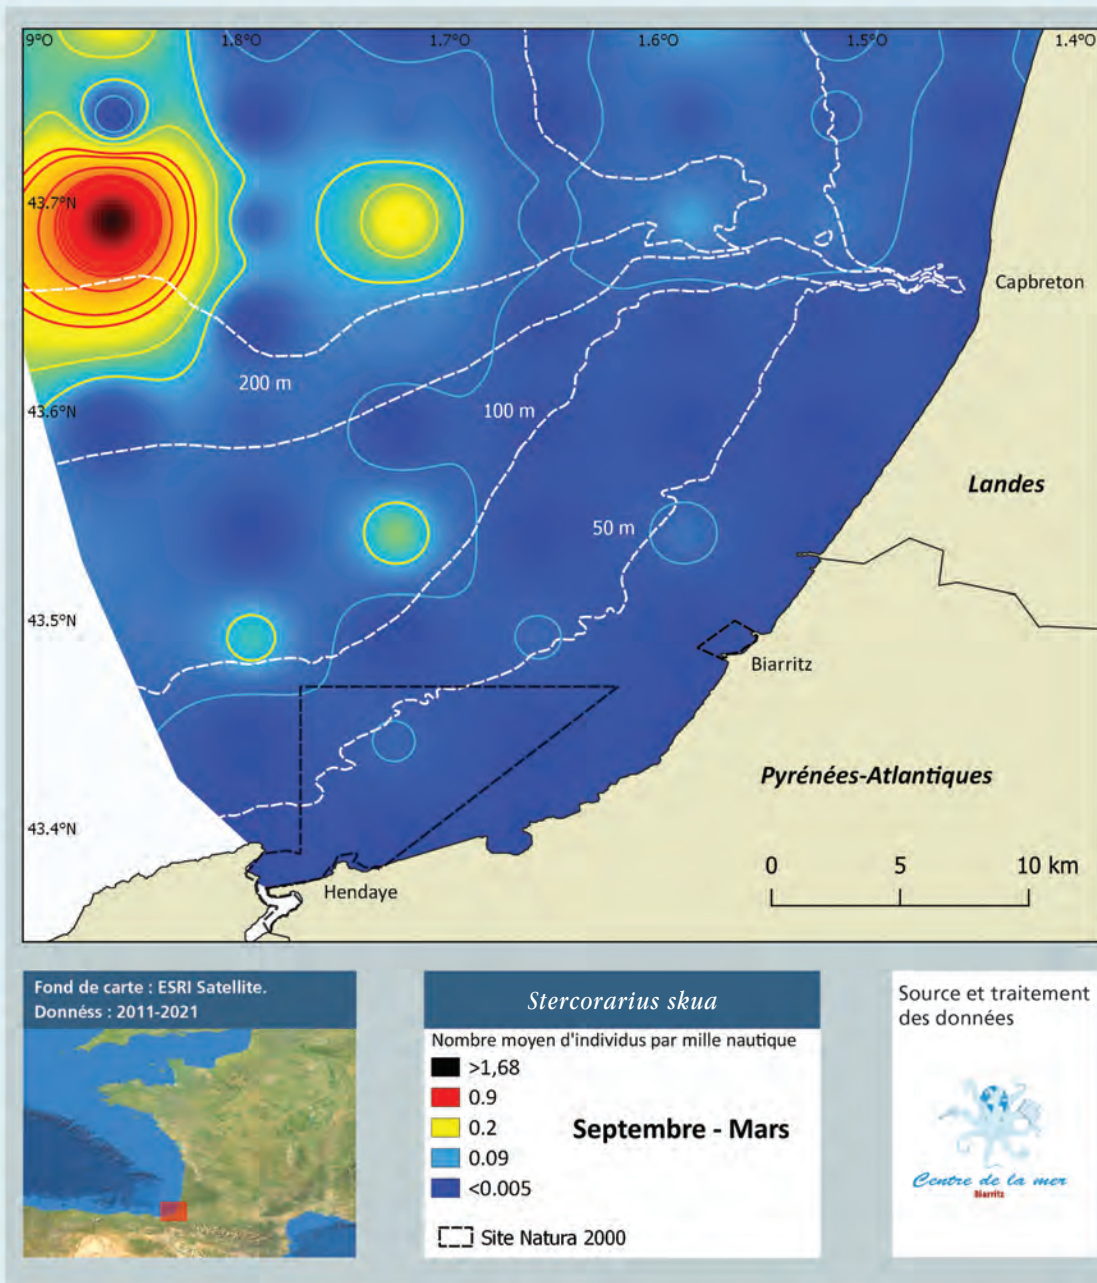 9°O 1.8°O 1.7°O 1.6°O 1.5°O 1.4°O
43.7°N
Capbreton
200 m
43.6°N
100 m
Landes
50 m
43.5°N
Biarritz
Pyrénées-Atlantiques
43.4°N
0 5 10 km
Hendaye
Fond de carte : ESRI Satellite.
Donnéss : 2011-2021
Stercorarius skua
Nombre moyen d'individus par mille nautique
>1,68
0.9
0.2
0.09
<0.005
Septembre - Mars
Site Natura 2000
Source et traitement
des données
Centre de la mer
Biarritz